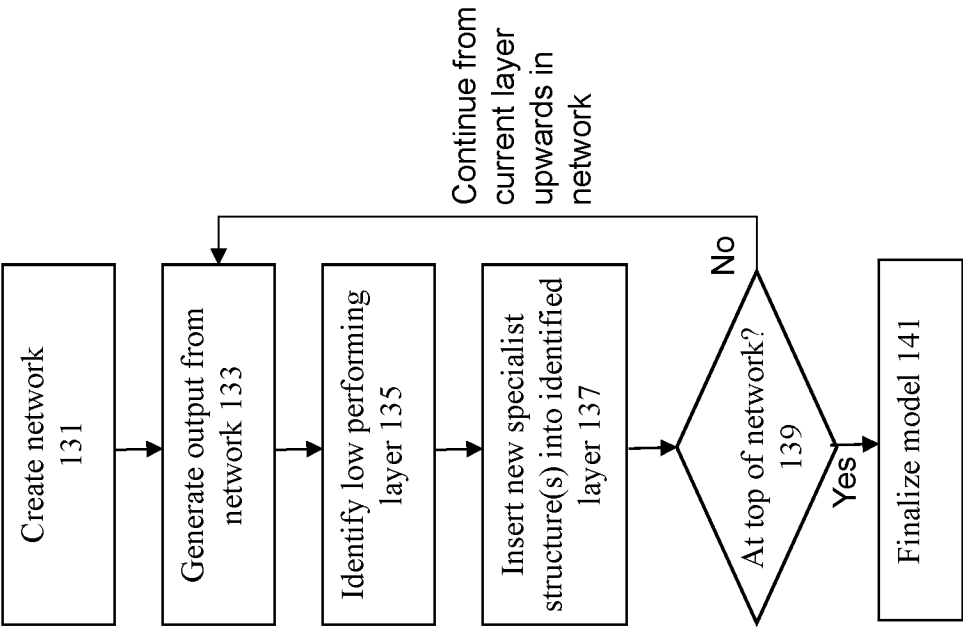 Create network
131
Generate output from
network 133
Identify low performing
layer 135
Insert new specialist
structure(s) into identified
layer 137
At top of network?
139
No
Continue from
current layer
upwards in
network
Yes
Finalize model 141